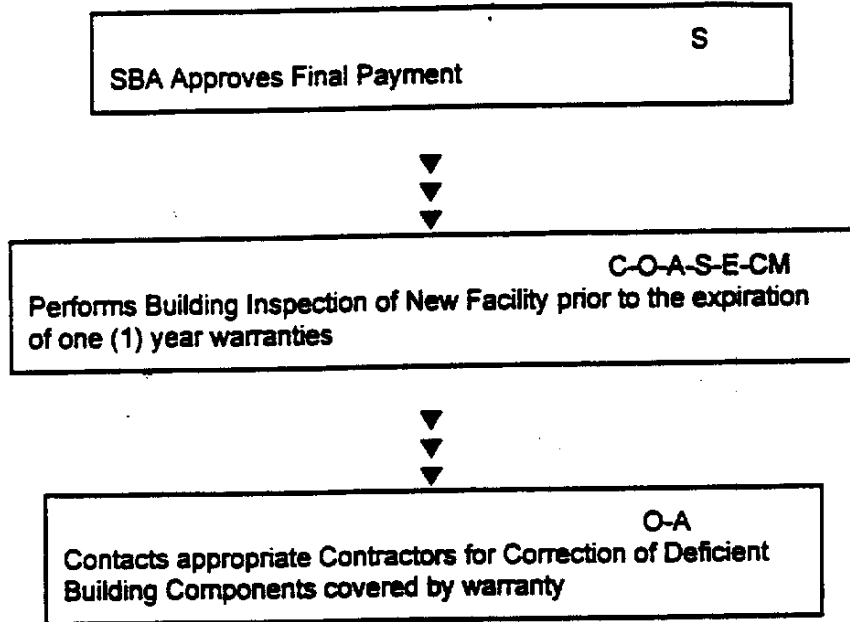 S
SBA Approves Final Payment
C-O-A-S-E-CM
Performs Building Inspection of New Facility prior to the expiration
of one (1) year warranties
O-A
Contacts appropriate Contractors for Correction of Deficient
Building Components covered by warranty